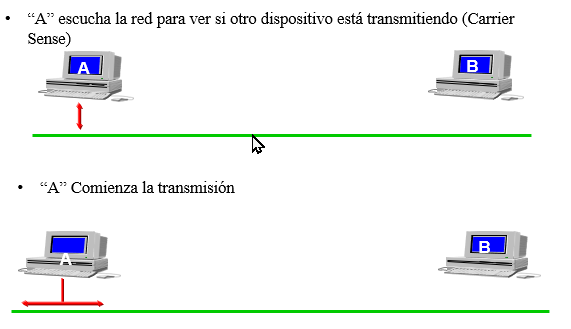 • “A” escucha la red para ver si otro dispositivo está transmitiendo (Carrier
Sense)
A
B
• “A” Comienza la transmisión
A
B